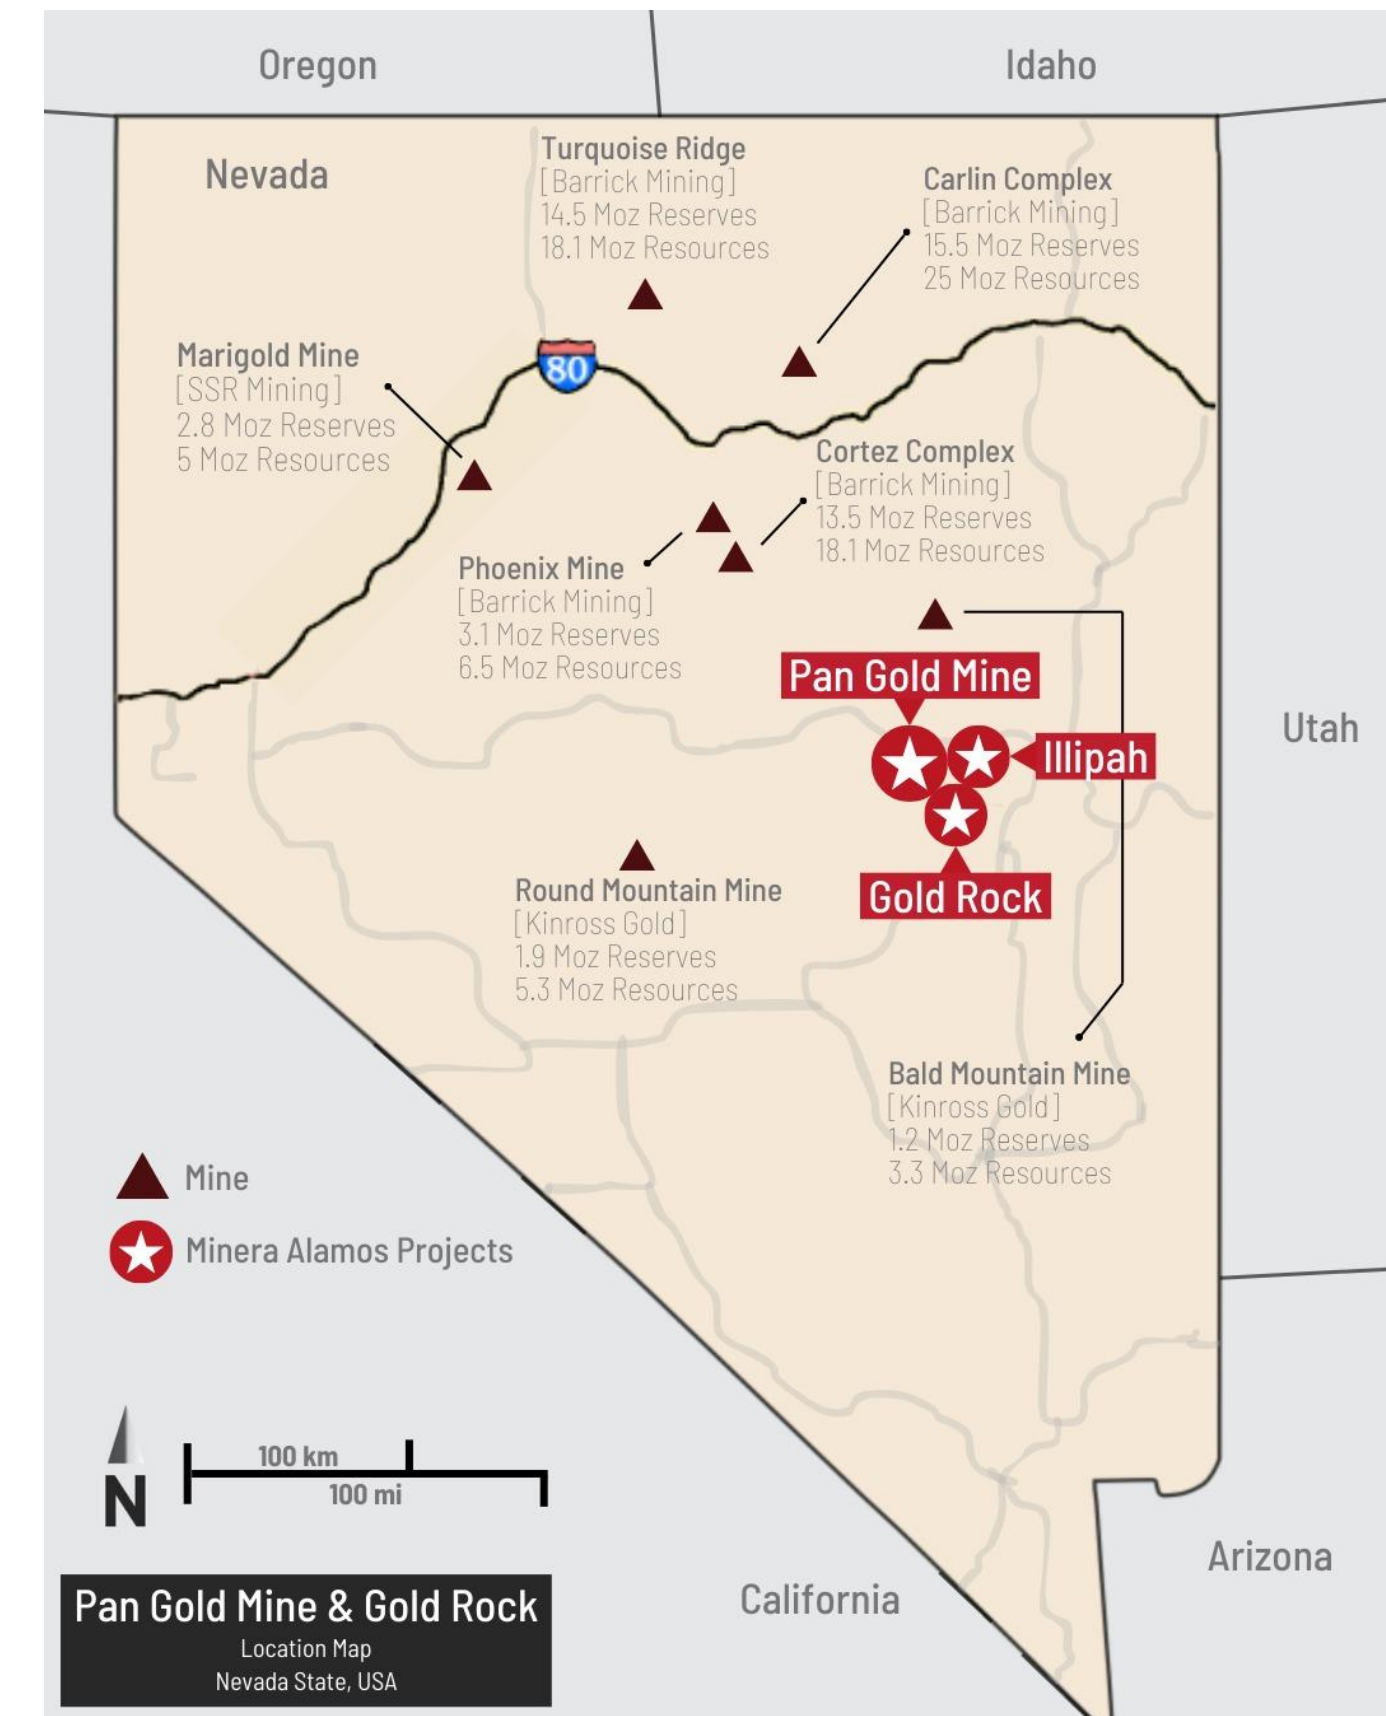 Oregon
Idaho
Nevada
Turquoise Ridge
[Barrick Mining]
14.5 Moz Reserves
18.1 Moz Resources
Carlin Complex
[Barrick Mining]
15.5 Moz Reserves
25 Moz Resources
80
Marigold Mine
[SSR Mining]
2.8 Moz Reserves
5 Moz Resources
Cortez Complex
[Barrick Mining]
13.5 Moz Reserves
18.1 Moz Resources
Phoenix Mine
[Barrick Mining]
3.1 Moz Reserves
6.5 Moz Resources
Pan Gold Mine
Illipah
Utah
Gold Rock
Round Mountain Mine
[Kinross Gold]
1.9 Moz Reserves
5.3 Moz Resources
Bald Mountain Mine
[Kinross Gold]
1.2 Moz Reserves
3.3 Moz Resources
Mine
Minera Alamos Projects
N
100 km
100 mi
Arizona
California
Pan Gold Mine & Gold Rock
Location Map
Nevada State, USA